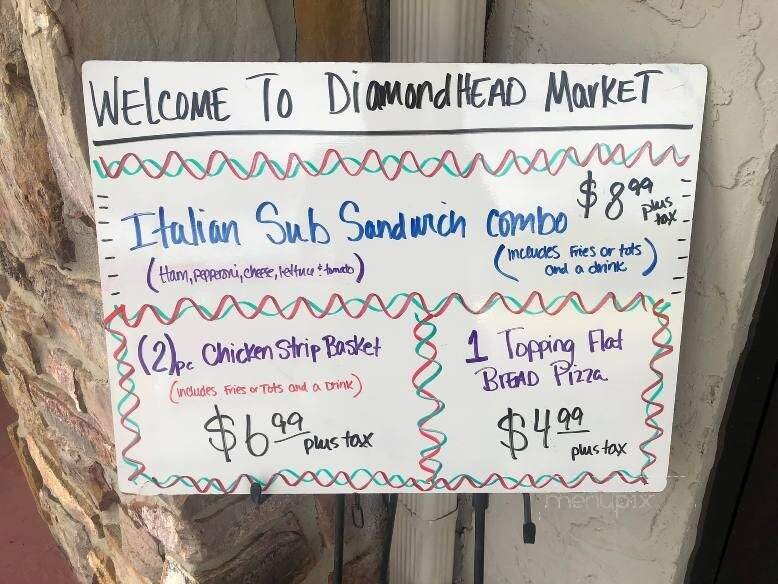 WELCOME TO DiamondHEAD MARKET
$8.99 plus tax
Italian Sub Sandwich combo
(Ham, pepperoni, cheese, lettuce + tomato)
(includes Fries or tots and a drink)
(2)pc Chicken Strip Basket
(includes Fries or Tots and a Drink)
$6.99 plus tax
1 Topping Flat
BREAD Pizza
$4.99
plus tax
menupix